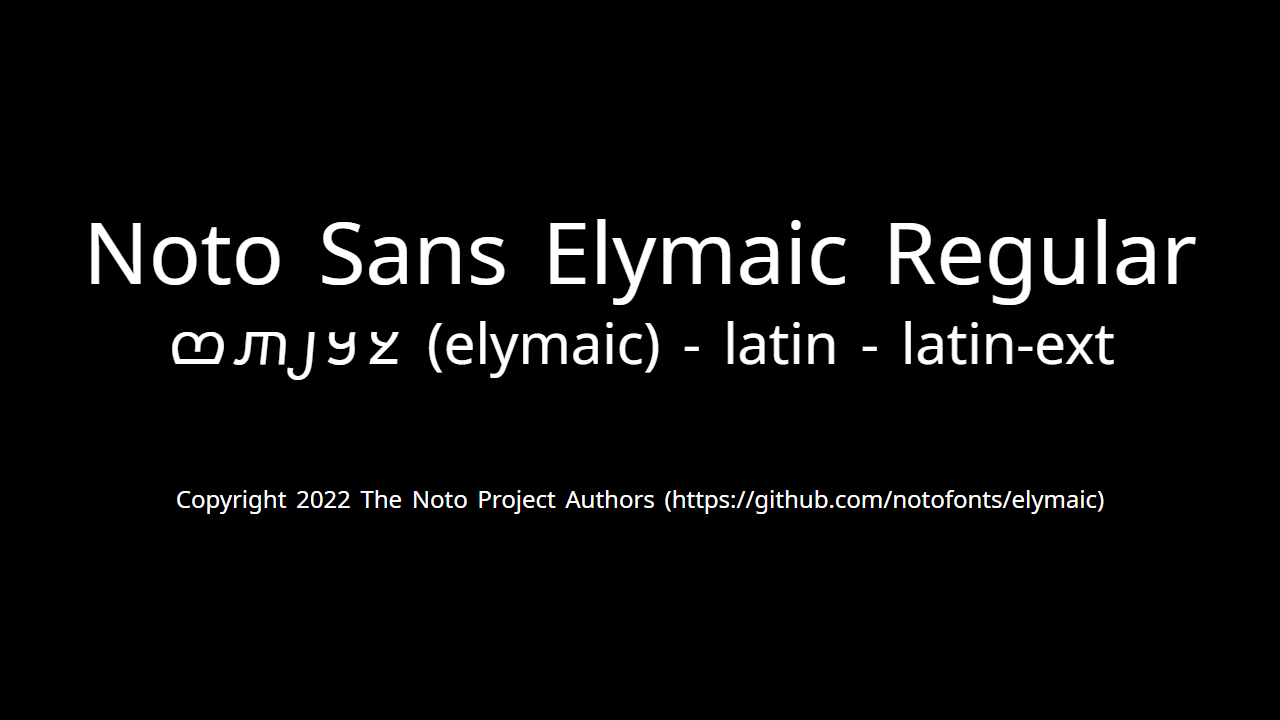 Noto Sans Elymaic Regular
(elymaic) - latin - latin-ext
Copyright 2022 The Noto Project Authors (https://github.com/notofonts/elymaic)